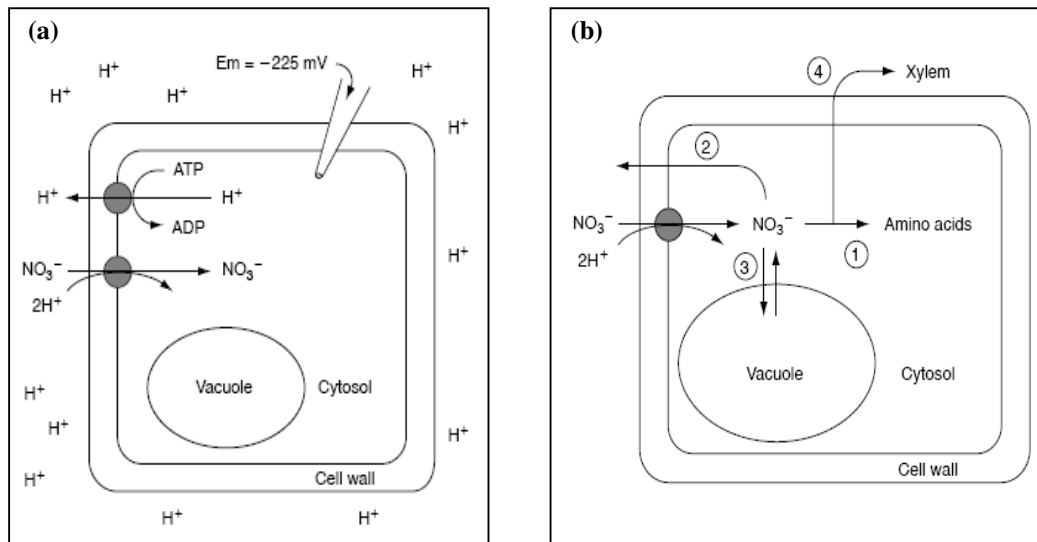 (a)
H⁺
H⁺
H⁺
Em = −225 mV
H⁺
H⁺
ATP
H⁺
H⁺
ADP
NO₃⁻
NO₃⁻
2H⁺
H⁺
Vacuole
Cytosol
H⁺
H⁺
H⁺
H⁺
Cell wall
H⁺
H⁺
(b)
4
Xylem
2
NO₃⁻
NO₃⁻
Amino acids
2H⁺
3
1
Vacuole
Cytosol
Cell wall